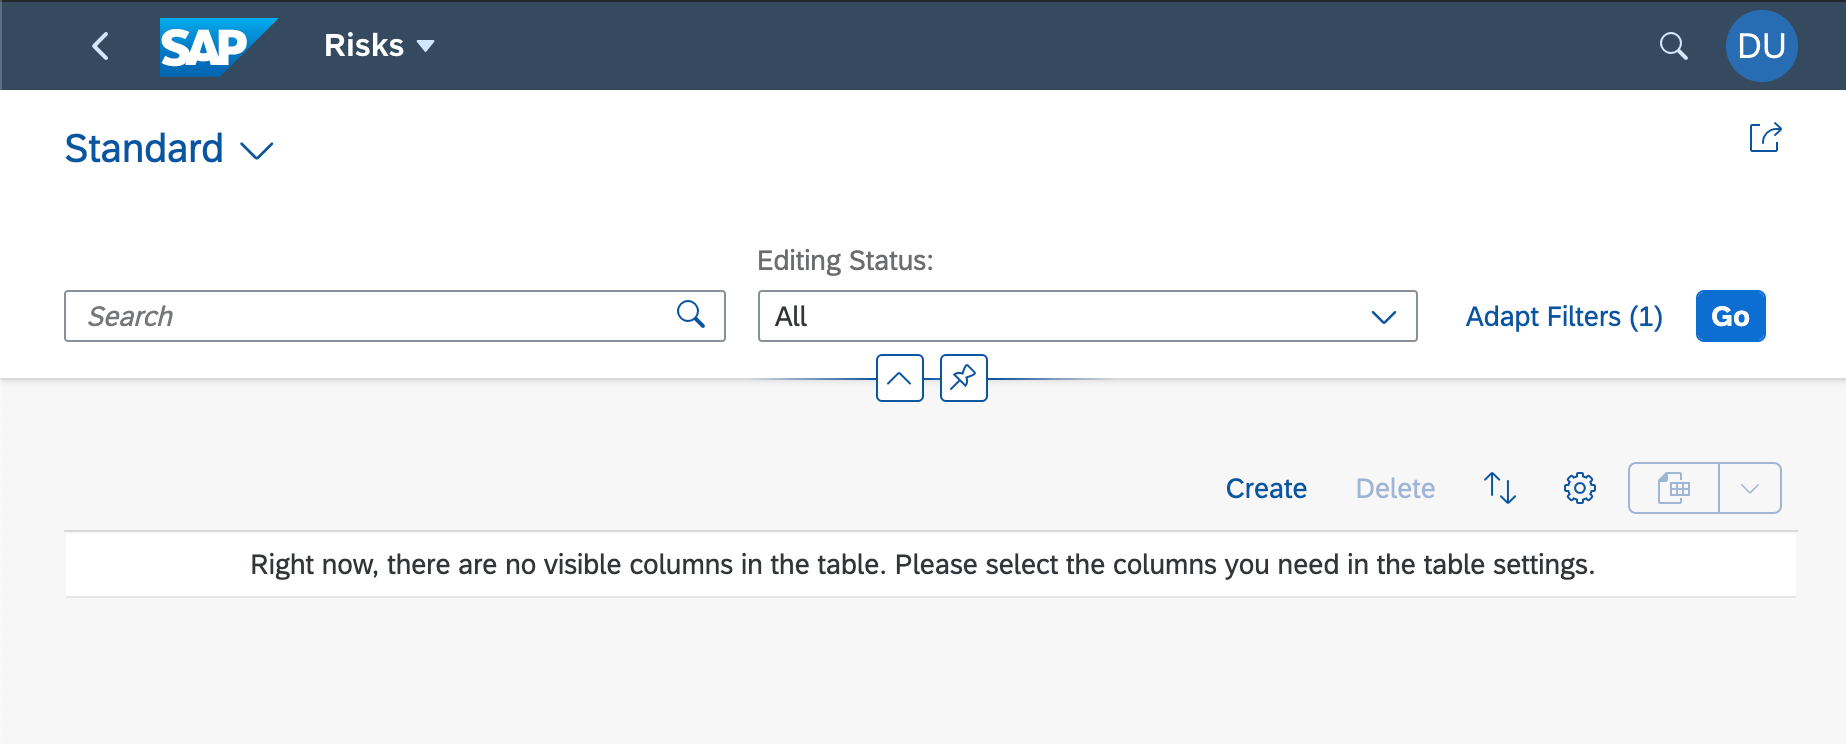 SAP Risks DU
Standard
Editing Status:
Search All Adapt Filters (1) Go
Create Delete
Right now, there are no visible columns in the table. Please select the columns you need in the table settings.